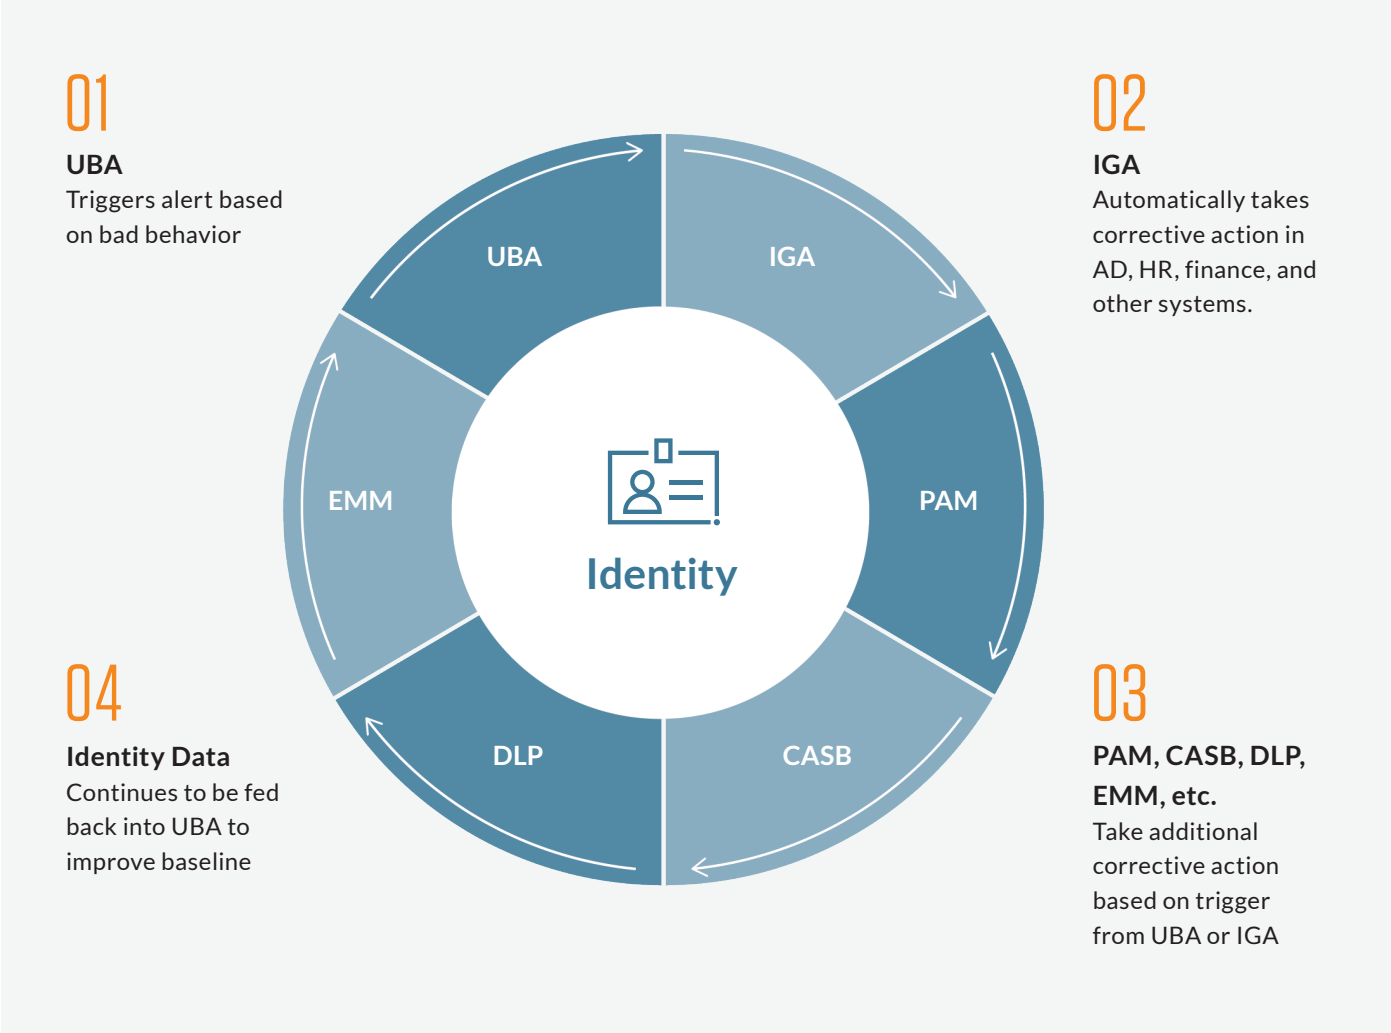 01
UBA
Triggers alert based
on bad behavior
02
IGA
Automatically takes
corrective action in
AD, HR, finance, and
other systems.
UBA
IGA
EMM
PAM
Identity
DLP
CASB
04
Identity Data
Continues to be fed
back into UBA to
improve baseline
03
PAM, CASB, DLP,
EMM, etc.
Take additional
corrective action
based on trigger
from UBA or IGA